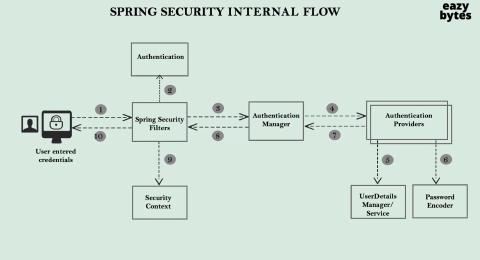 SPRING SECURITY INTERNAL FLOW
eazy
bytes
Authentication
2
1
3
4
Spring Security
Filters
Authentication
Manager
Authentication
Providers
10
8
7
User entered
credentials
9
5
6
Security
Context
UserDetails
Manager/
Service
Password
Encoder